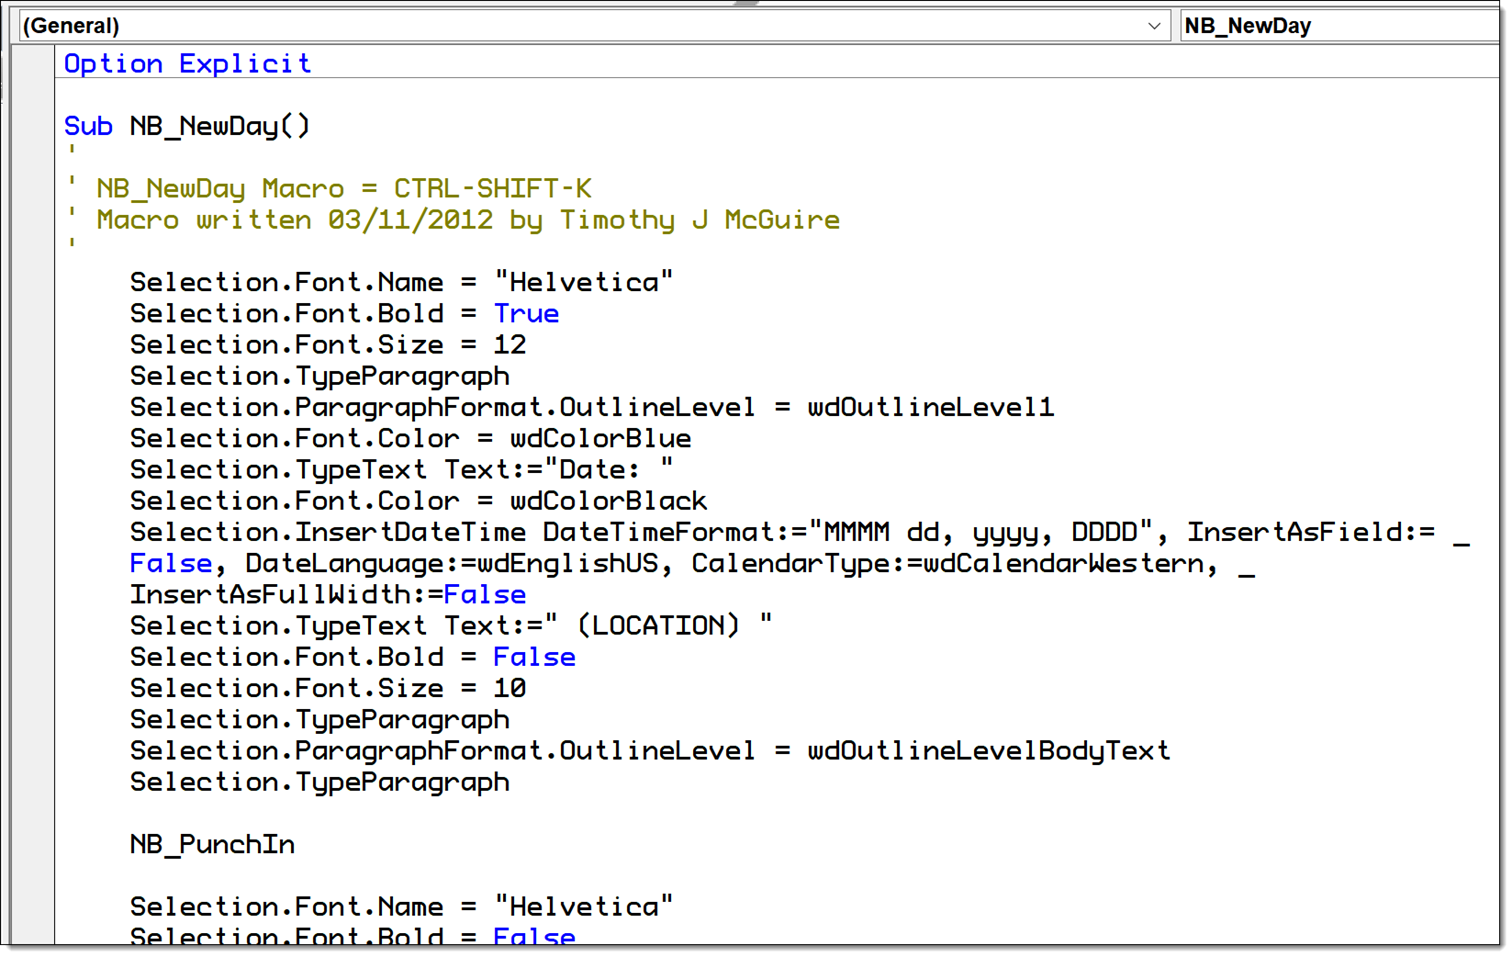 (General) NB_NewDay
Option Explicit
Sub NB_NewDay()
'
' NB_NewDay Macro = CTRL-SHIFT-K
' Macro written 03/11/2012 by Timothy J McGuire
'
Selection.Font.Name = "Helvetica"
Selection.Font.Bold = True
Selection.Font.Size = 12
Selection.TypeParagraph
Selection.ParagraphFormat.OutlineLevel = wdOutlineLevel1
Selection.Font.Color = wdColorBlue
Selection.TypeText Text:="Date: "
Selection.Font.Color = wdColorBlack
Selection.InsertDateTime DateTimeFormat:="MMMM dd, yyyy, DDDD", InsertAsField:= _
False, DateLanguage:=wdEnglishUS, CalendarType:=wdCalendarWestern, _
InsertAsFullWidth:=False
Selection.TypeText Text:=" (LOCATION) "
Selection.Font.Bold = False
Selection.Font.Size = 10
Selection.TypeParagraph
Selection.ParagraphFormat.OutlineLevel = wdOutlineLevelBodyText
Selection.TypeParagraph
NB_PunchIn
Selection.Font.Name = "Helvetica"
Selection.Font.Bold = False